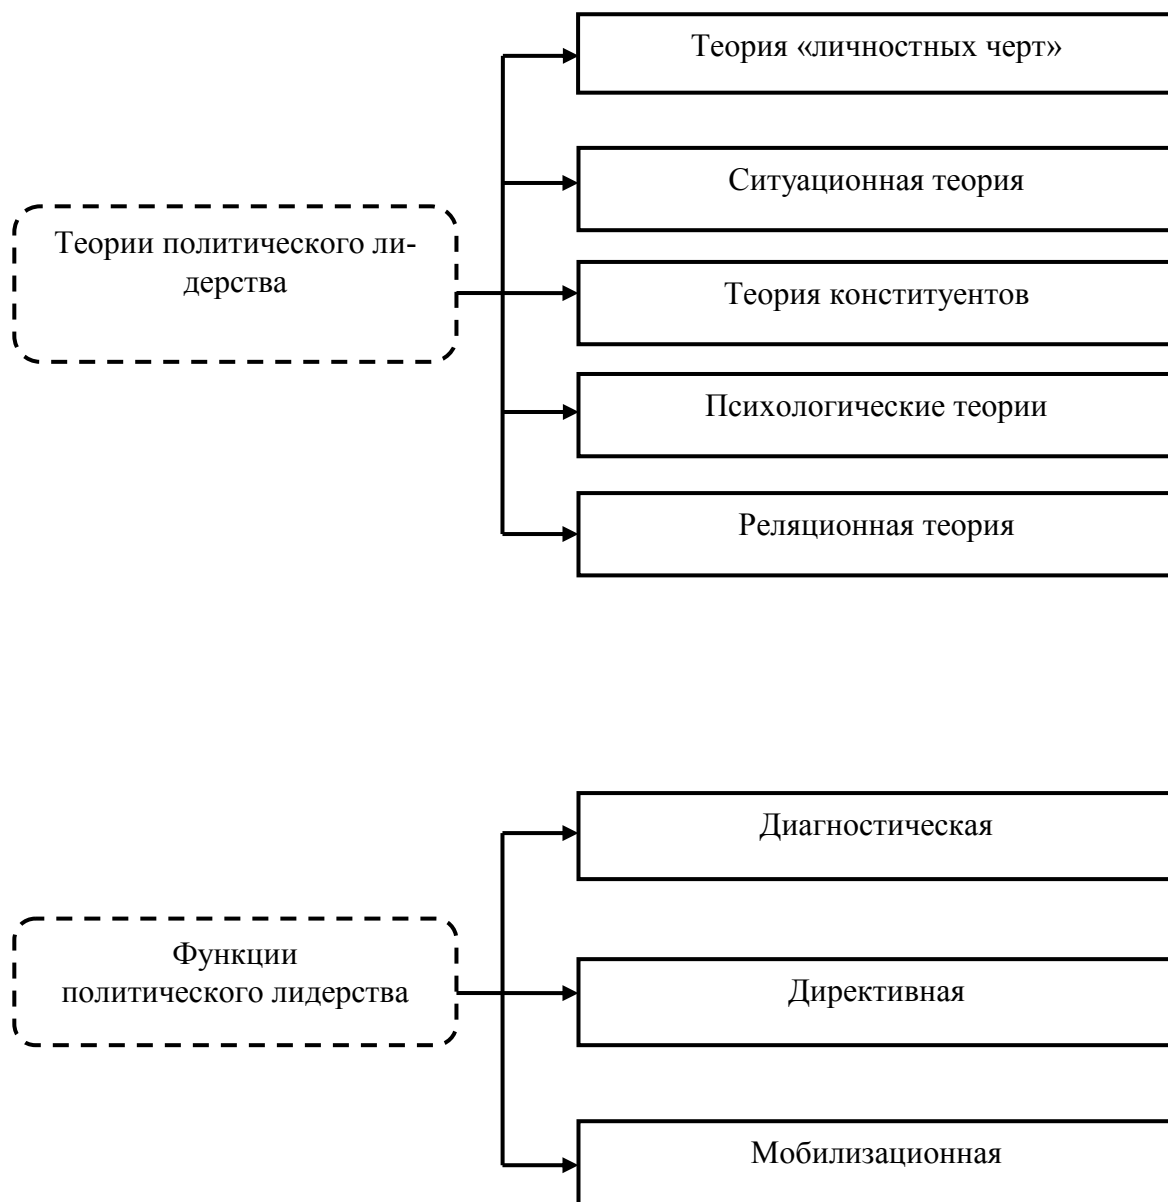 Теория «личностных черт»
Ситуационная теория
Теории политического ли-
дерства
Теория конституентов
Психологические теории
Реляционная теория
Диагностическая
Функции
политического лидерства
Директивная
Мобилизационная